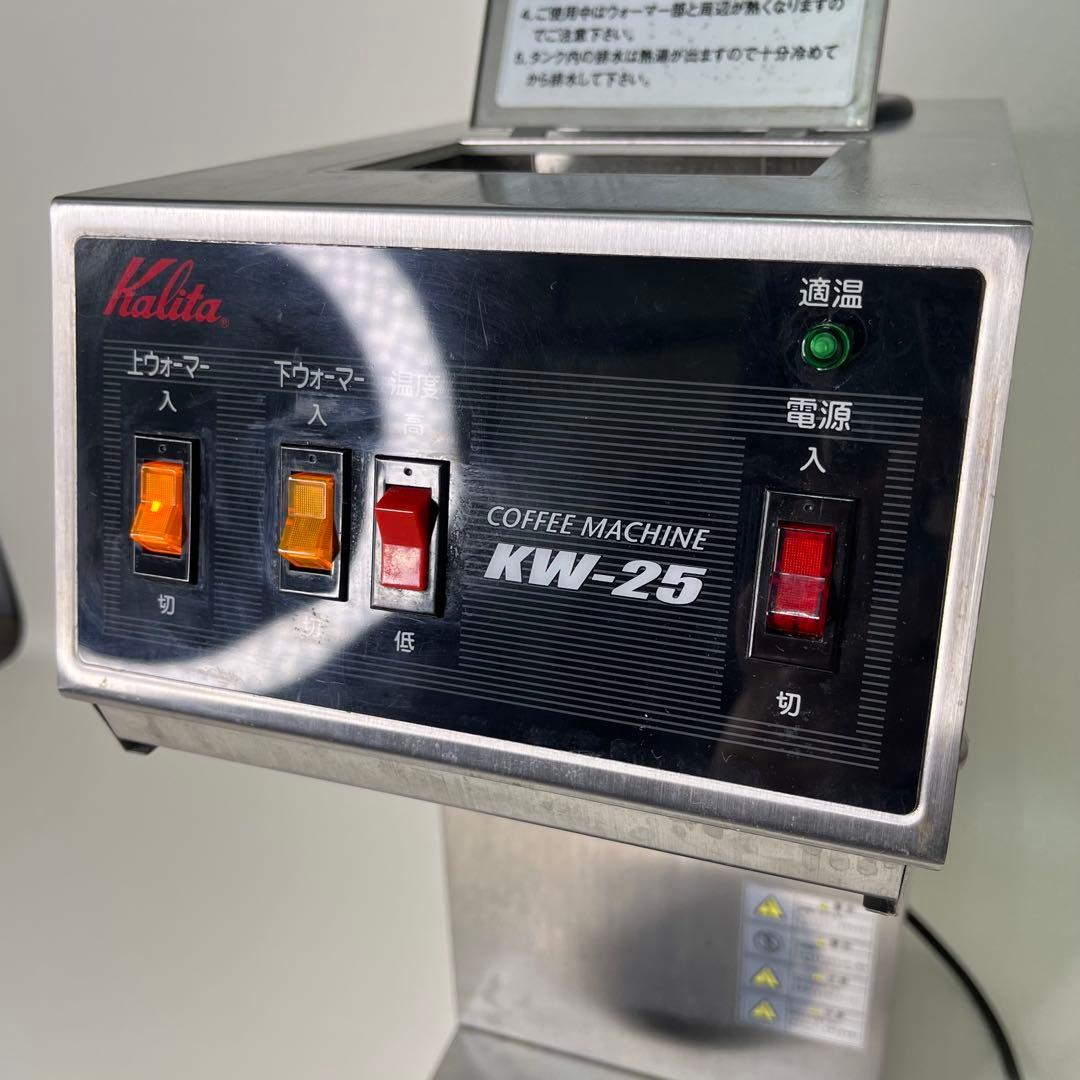 4.ご使用中はウォーマー部と周辺が熱くなりますの
でご注意下さい。
5.タンク内の排水は熱湯が出ますので十分冷めて
から排水して下さい。
Kalita®
適温
上ウォーマー
下ウォーマー
温度
電源
入
入
高
入
COFFEE MACHINE
KW-25
切
切
低
切